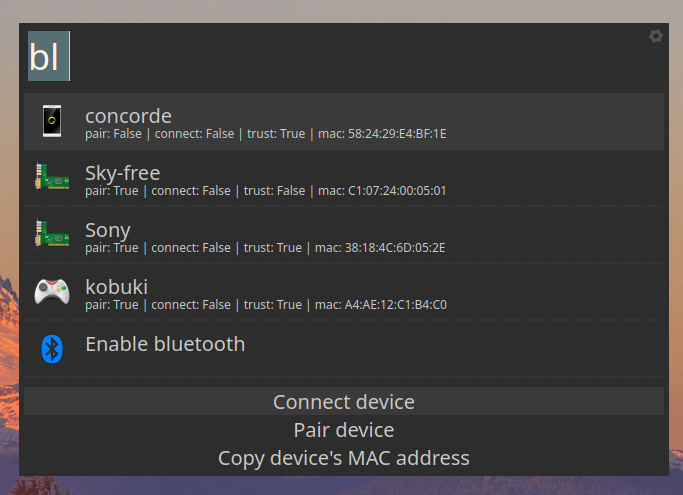 bl
concorde
pair: False | connect: False | trust: True | mac: 58:24:29:E4:BF:1E
Sky-free
pair: True | connect: False | trust: False | mac: C1:07:24:00:05:01
Sony
pair: True | connect: False | trust: True | mac: 38:18:4C:6D:05:2E
kobuki
pair: True | connect: False | trust: True | mac: A4:AE:12:C1:B4:C0
Enable bluetooth
Connect device
Pair device
Copy device's MAC address